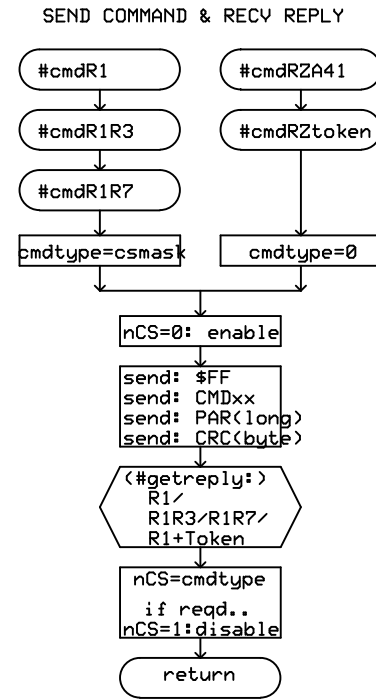 SEND COMMAND & RECV REPLY
#cmdR1
#cmdRZA41
#cmdR1R3
#cmdRZtoken
#cmdR1R7
cmdtype=csmask
cmdtype=0
nCS=0: enable
send: $FF
send: CMDxx
send: PAR(long)
send: CRC(byte)
(#getreply:)
R1/
R1R3/R1R7/
R1+Token
nCS=cmdtype
if reqd..
nCS=1:disable
return